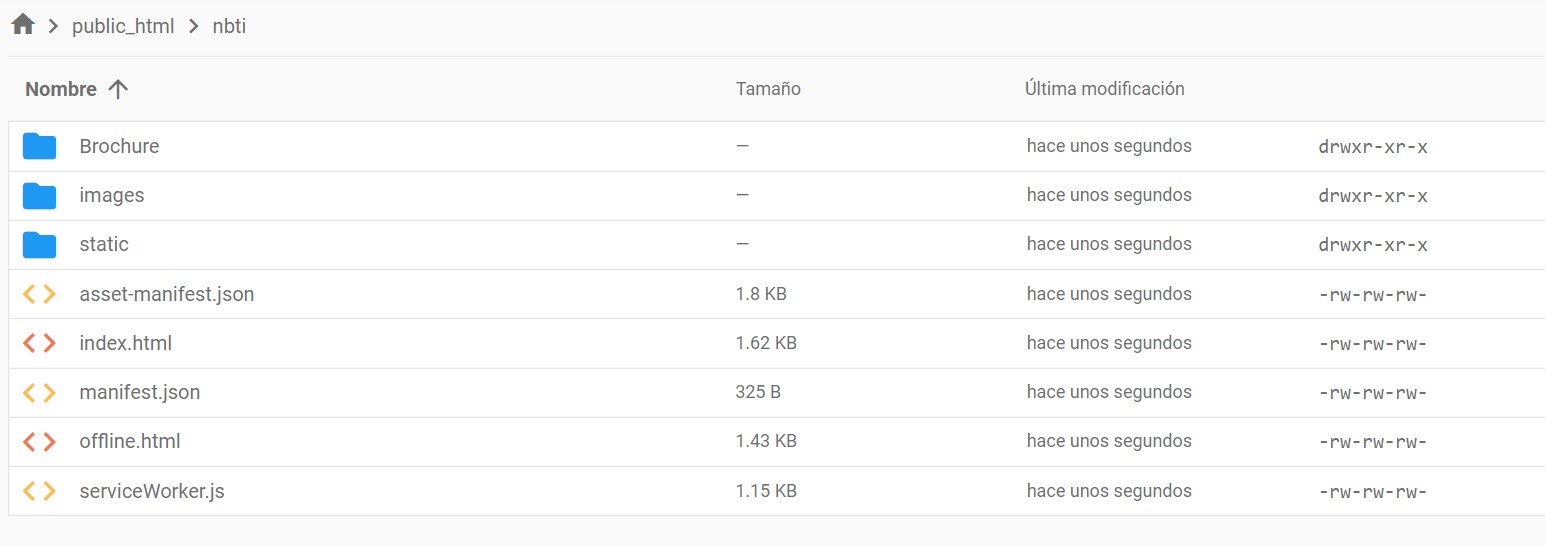 public_html nbti
Nombre Tamaño Última modificación
Brochure — hace unos segundos drwxr-xr-x
images — hace unos segundos drwxr-xr-x
static — hace unos segundos drwxr-xr-x
asset-manifest.json 1.8 KB hace unos segundos -rw-rw-rw-
index.html 1.62 KB hace unos segundos -rw-rw-rw-
manifest.json 325 B hace unos segundos -rw-rw-rw-
offline.html 1.43 KB hace unos segundos -rw-rw-rw-
serviceWorker.js 1.15 KB hace unos segundos -rw-rw-rw-